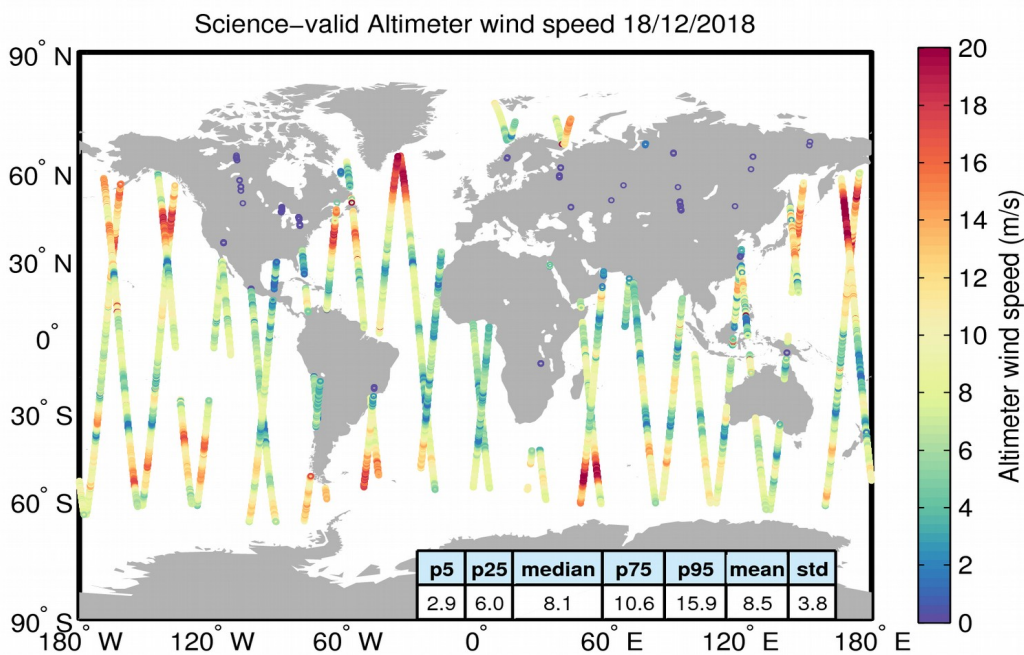 Science−valid Altimeter wind speed 18/12/2018
90° N
60° N
30° N
0°
30° S
60° S
90° S
180° W
120° W
60° W
0°
60° E
120° E
180° E
p5 p25 median p75 p95 mean std
2.9 6.0 8.1 10.6 15.9 8.5 3.8
20
18
16
14
12
10
8
6
4
2
0
Altimeter wind speed (m/s)